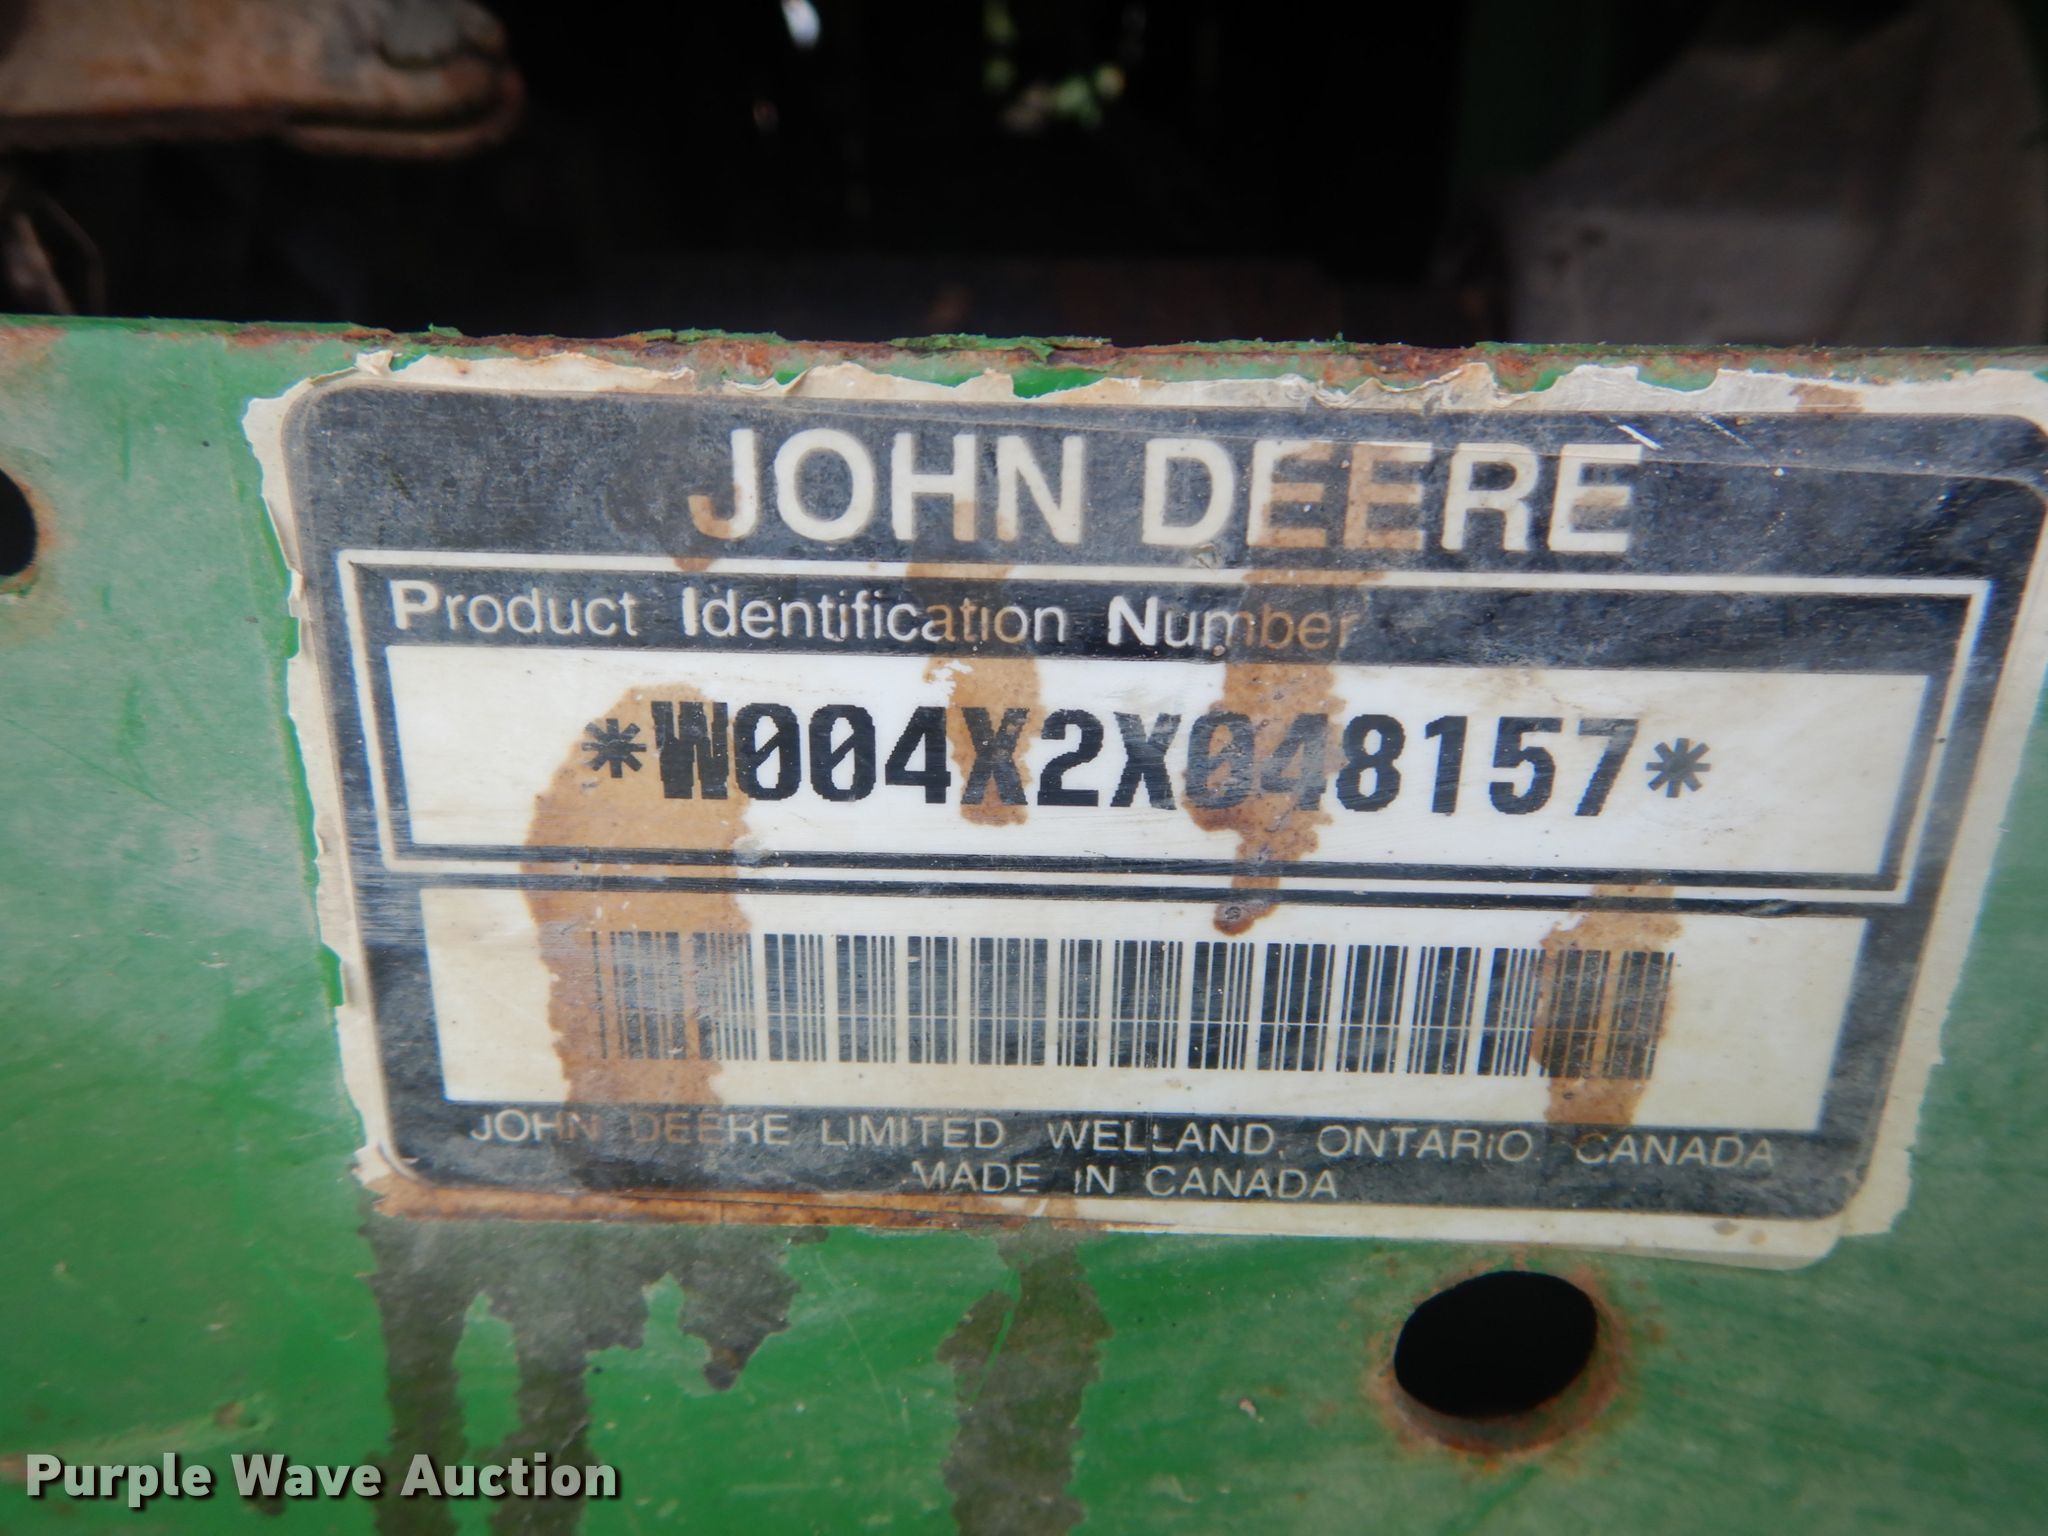 JOHN DEERE
Product Identification Number
*W004X2X048157*
JOHN DEERE LIMITED, WELLAND, ONTARIO, CANADA
MADE IN CANADA
Purple Wave Auction